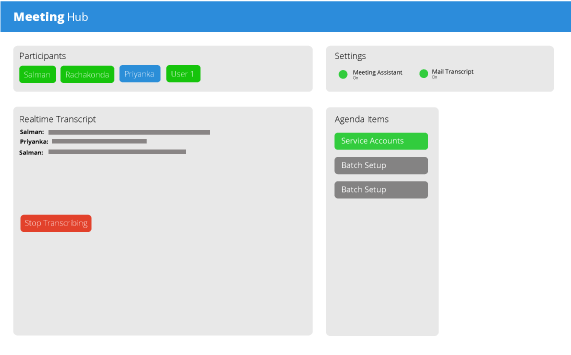 Meeting Hub
Participants
Salman
Rachakonda
Priyanka
User 1
Settings
Meeting Assistant
On
Mail Transcript
On
Realtime Transcript
Salman:
Priyanka:
Salman:
Stop Transcribing
Agenda Items
Service Accounts
Batch Setup
Batch Setup